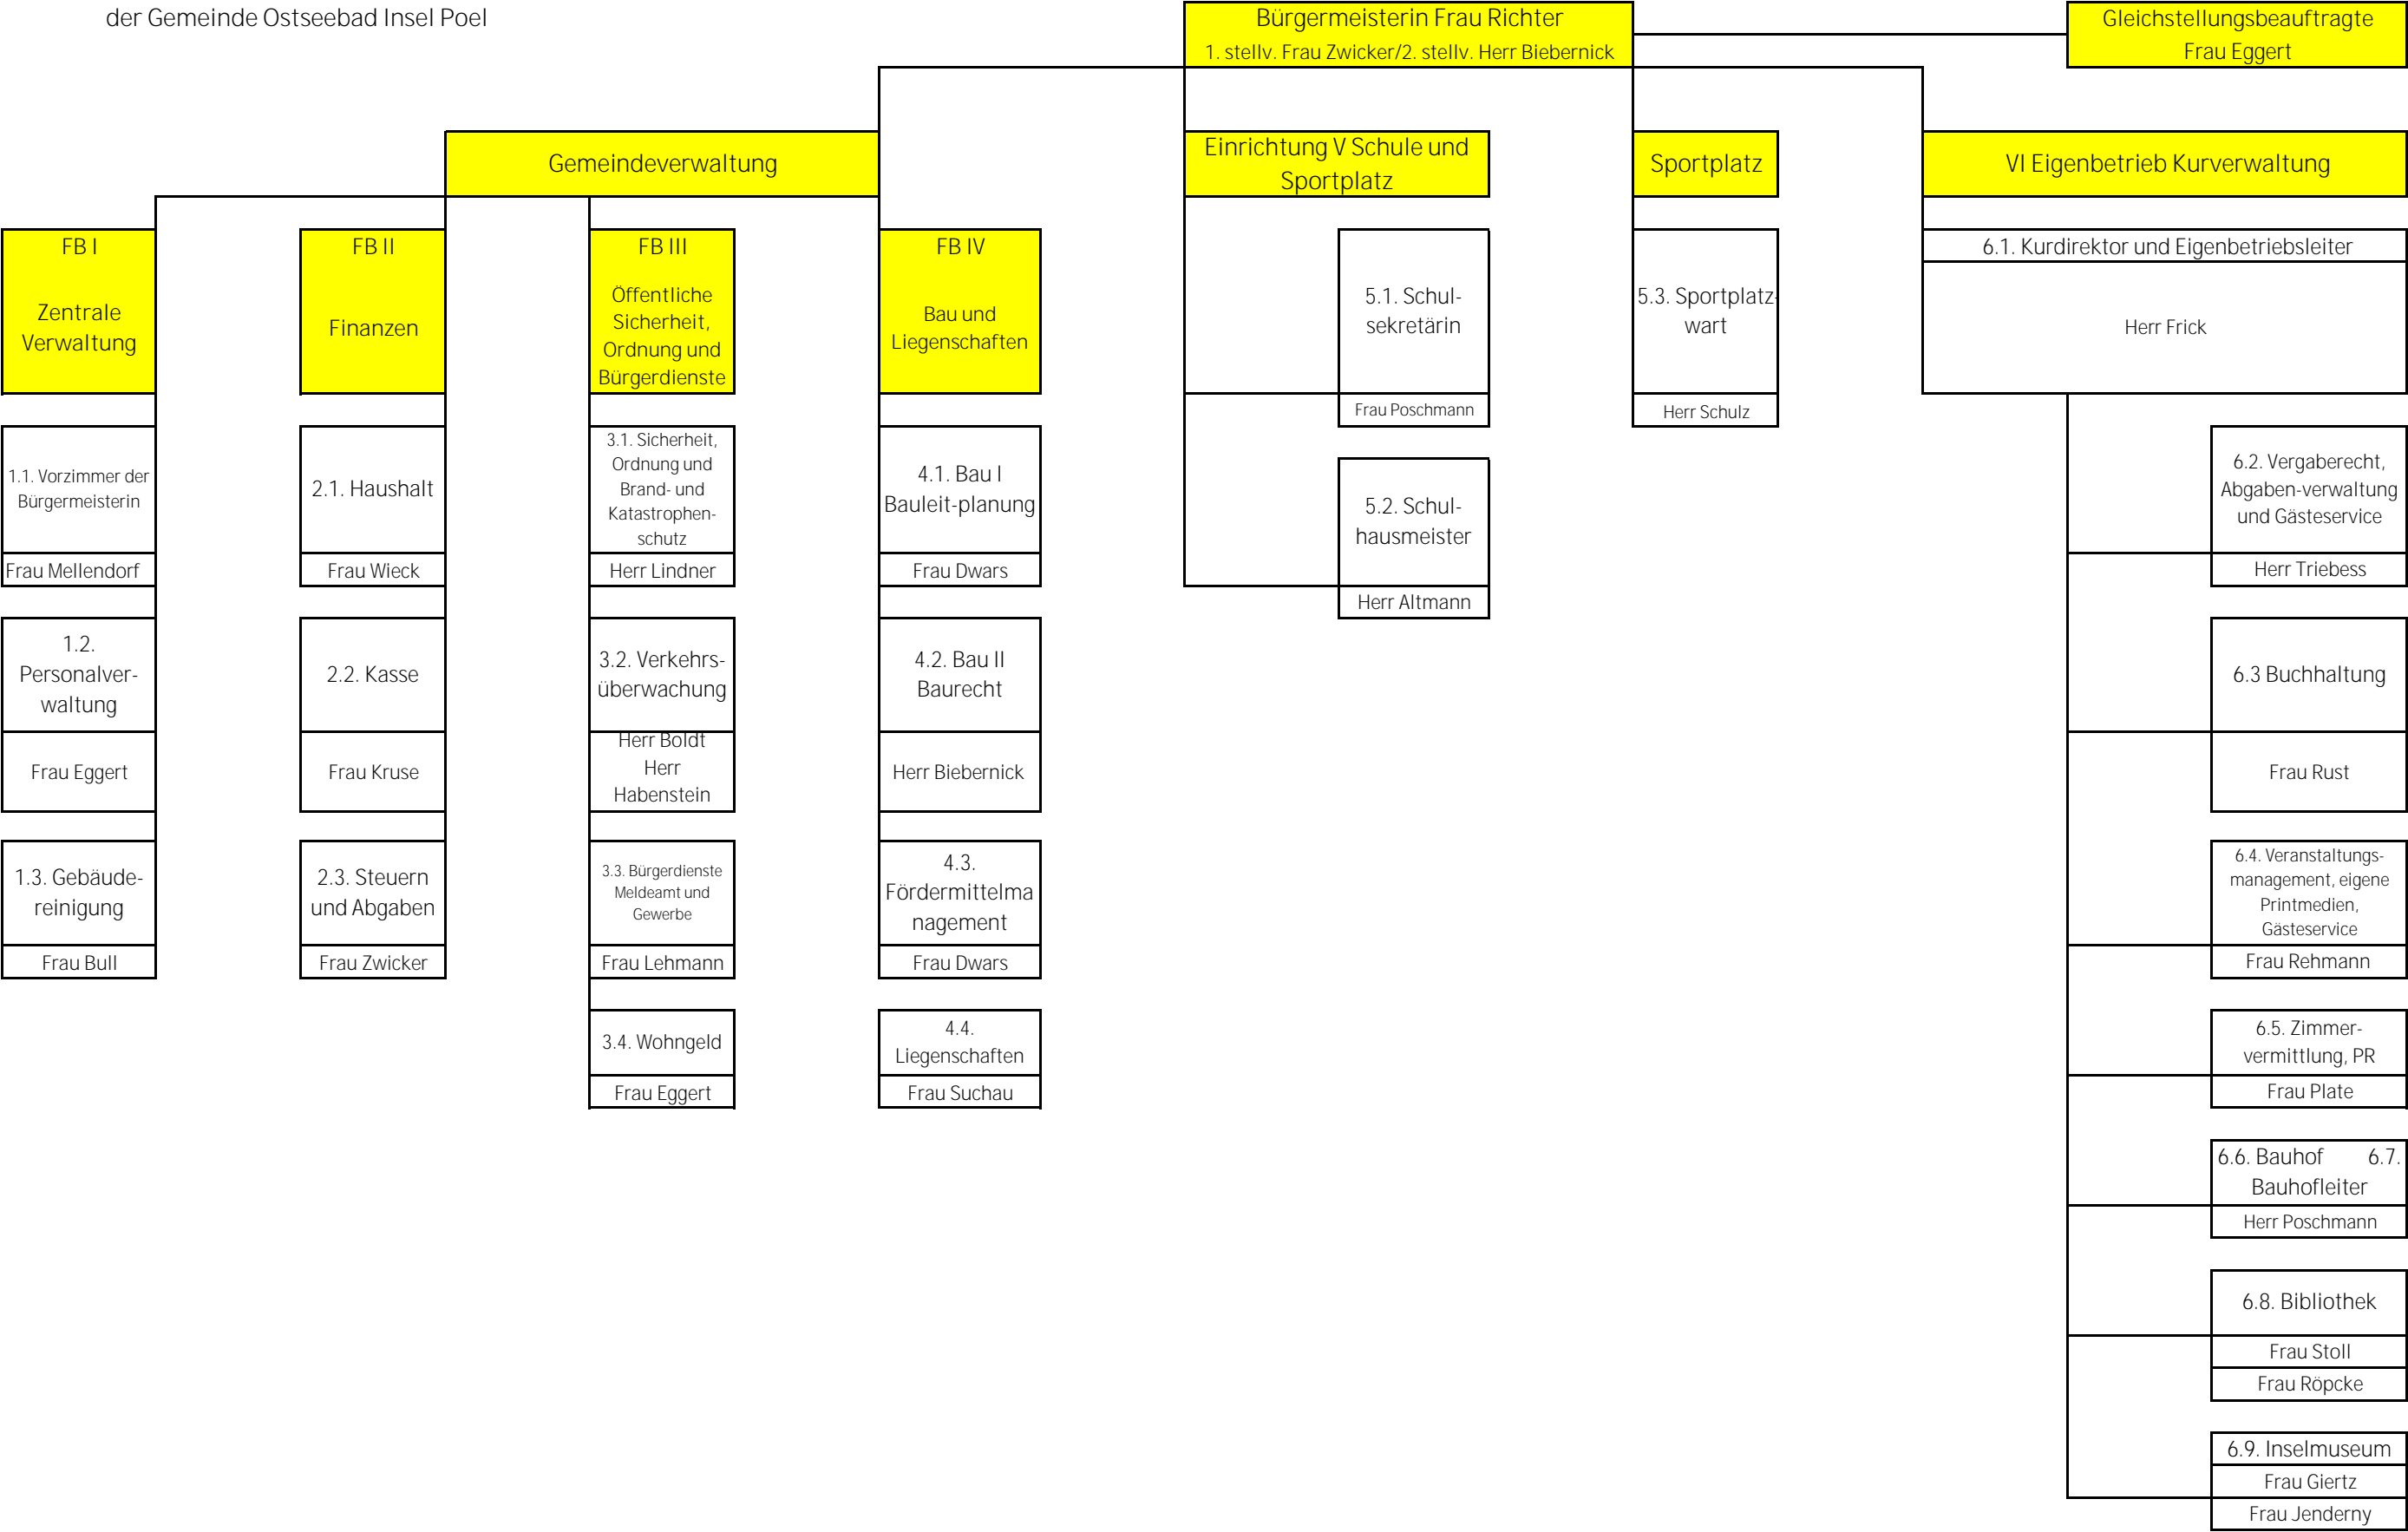 der Gemeinde Ostseebad Insel Poel
Bürgermeisterin Frau Richter
1. stellv. Frau Zwicker/2. stellv. Herr Biebernick
Gleichstellungsbeauftragte
Frau Eggert
Gemeindeverwaltung
Einrichtung V Schule und
Sportplatz
Sportplatz
VI Eigenbetrieb Kurverwaltung
FB I
Zentrale
Verwaltung
1.1. Vorzimmer der
Bürgermeisterin
Frau Mellendorf
1.2.
Personalver-
waltung
Frau Eggert
1.3. Gebäude-
reinigung
Frau Bull
FB II
Finanzen
2.1. Haushalt
Frau Wieck
2.2. Kasse
Frau Kruse
2.3. Steuern
und Abgaben
Frau Zwicker
FB III
Öffentliche
Sicherheit,
Ordnung und
Bürgerdienste
3.1. Sicherheit,
Ordnung und
Brand- und
Katastrophen-
schutz
Herr Lindner
3.2. Verkehrs-
überwachung
Herr Boldt
Herr
Habenstein
3.3. Bürgerdienste
Meldeamt und
Gewerbe
Frau Lehmann
3.4. Wohngeld
Frau Eggert
FB IV
Bau und
Liegenschaften
4.1. Bau I
Bauleit-planung
Frau Dwars
4.2. Bau II
Baurecht
Herr Biebernick
4.3.
Fördermittelma
nagement
Frau Dwars
4.4.
Liegenschaften
Frau Suchau
5.1. Schul-
sekretärin
Frau Poschmann
5.2. Schul-
hausmeister
Herr Altmann
5.3. Sportplatz-
wart
Herr Schulz
6.1. Kurdirektor und Eigenbetriebsleiter
Herr Frick
6.2. Vergaberecht,
Abgaben-verwaltung
und Gästeservice
Herr Triebess
6.3 Buchhaltung
Frau Rust
6.4. Veranstaltungs-
management, eigene
Printmedien,
Gästeservice
Frau Rehmann
6.5. Zimmer-
vermittlung, PR
Frau Plate
6.6. Bauhof 6.7.
Bauhofleiter
Herr Poschmann
6.8. Bibliothek
Frau Stoll
Frau Röpcke
6.9. Inselmuseum
Frau Giertz
Frau Jenderny